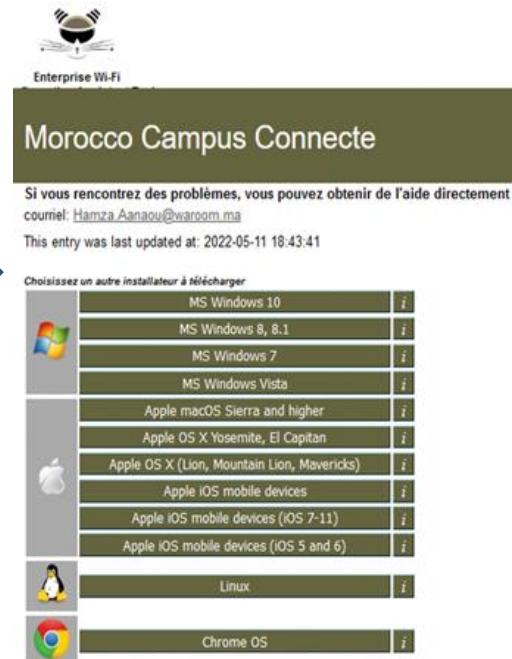 Enterprise Wi-Fi
Morocco Campus Connecte
Si vous rencontrez des problèmes, vous pouvez obtenir de l'aide directement
courriel: Hamza.Aanaou@waroom.ma
This entry was last updated at: 2022-05-11 18:43:41
Choisissez un autre installateur à télécharger
MS Windows 10 i
MS Windows 8, 8.1 i
MS Windows 7 i
MS Windows Vista i
Apple macOS Sierra and higher i
Apple OS X Yosemite, El Capitan i
Apple OS X (Lion, Mountain Lion, Mavericks) i
Apple iOS mobile devices i
Apple iOS mobile devices (iOS 7-11) i
Apple iOS mobile devices (iOS 5 and 6) i
Linux i
Chrome OS i